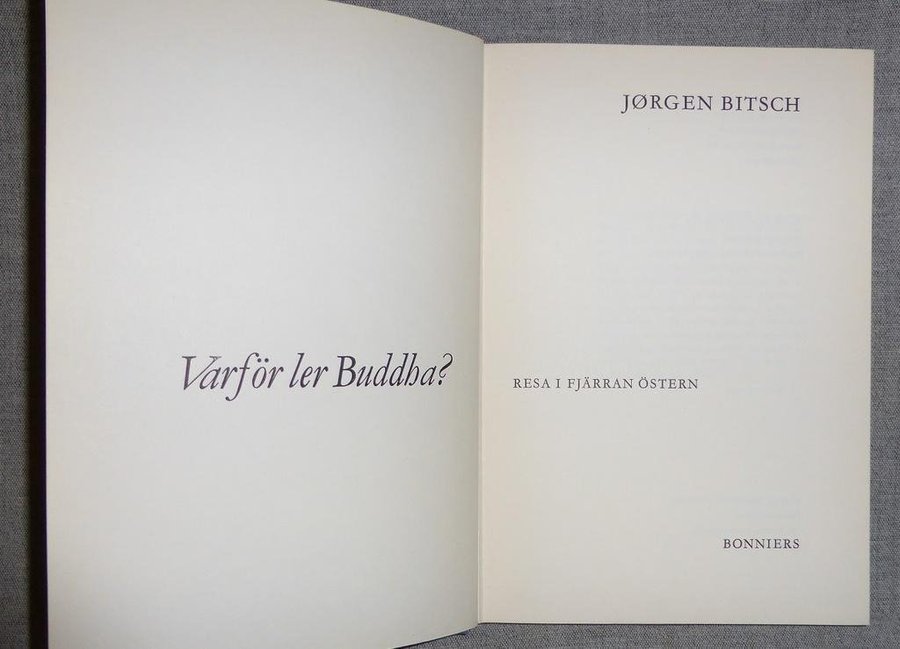 Varför ler Buddha?
JØRGEN BITSCH
RESA I FJÄRRAN ÖSTERN
BONNIERS